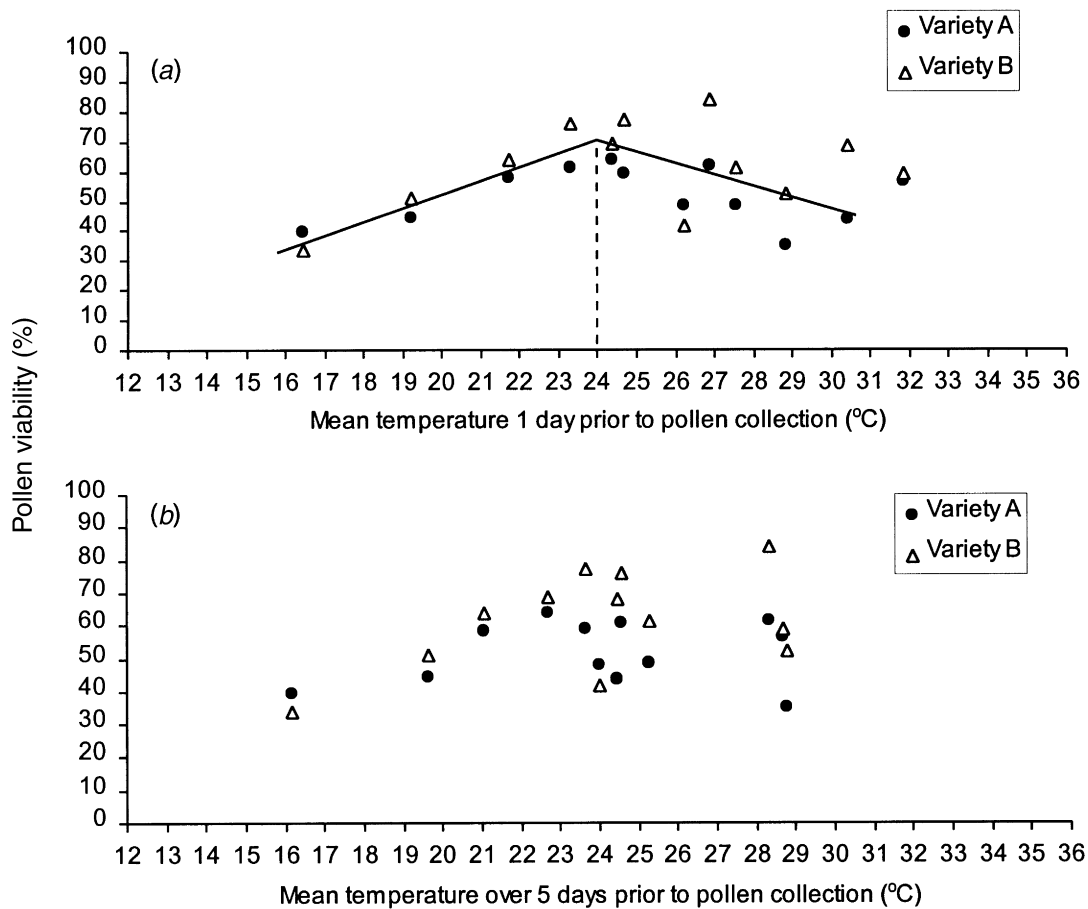 Variety A
Variety B
(a)
100
90
80
70
60
50
40
30
20
10
0
12 13 14 15 16 17 18 19 20 21 22 23 24 25 26 27 28 29 30 31 32 33 34 35 36
Mean temperature 1 day prior to pollen collection (°C)
Pollen viability (%)
Variety A
Variety B
(b)
100
90
80
70
60
50
40
30
20
10
0
12 13 14 15 16 17 18 19 20 21 22 23 24 25 26 27 28 29 30 31 32 33 34 35 36
Mean temperature over 5 days prior to pollen collection (°C)